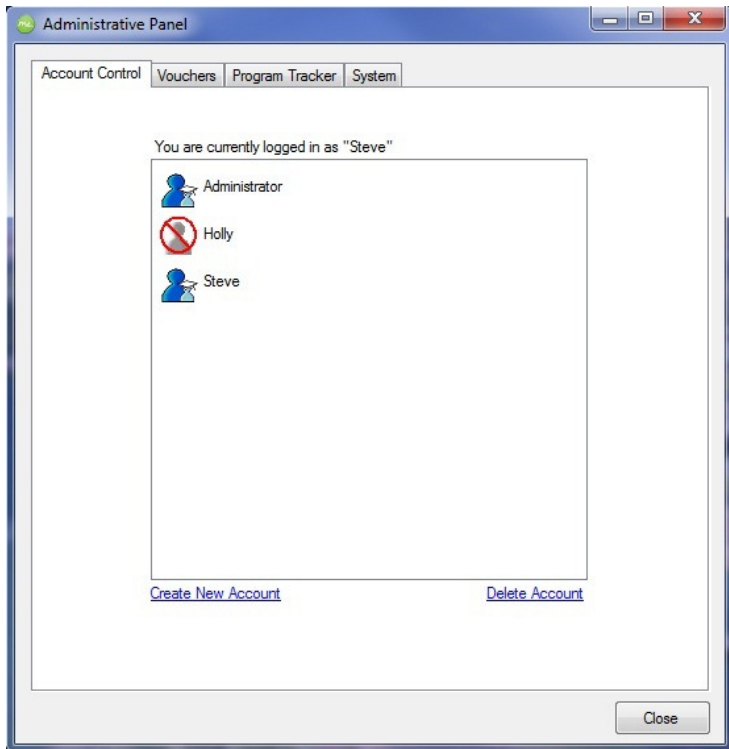 Administrative Panel
Account Control Vouchers Program Tracker System
You are currently logged in as "Steve"
Administrator
Holly
Steve
Create New Account Delete Account
Close